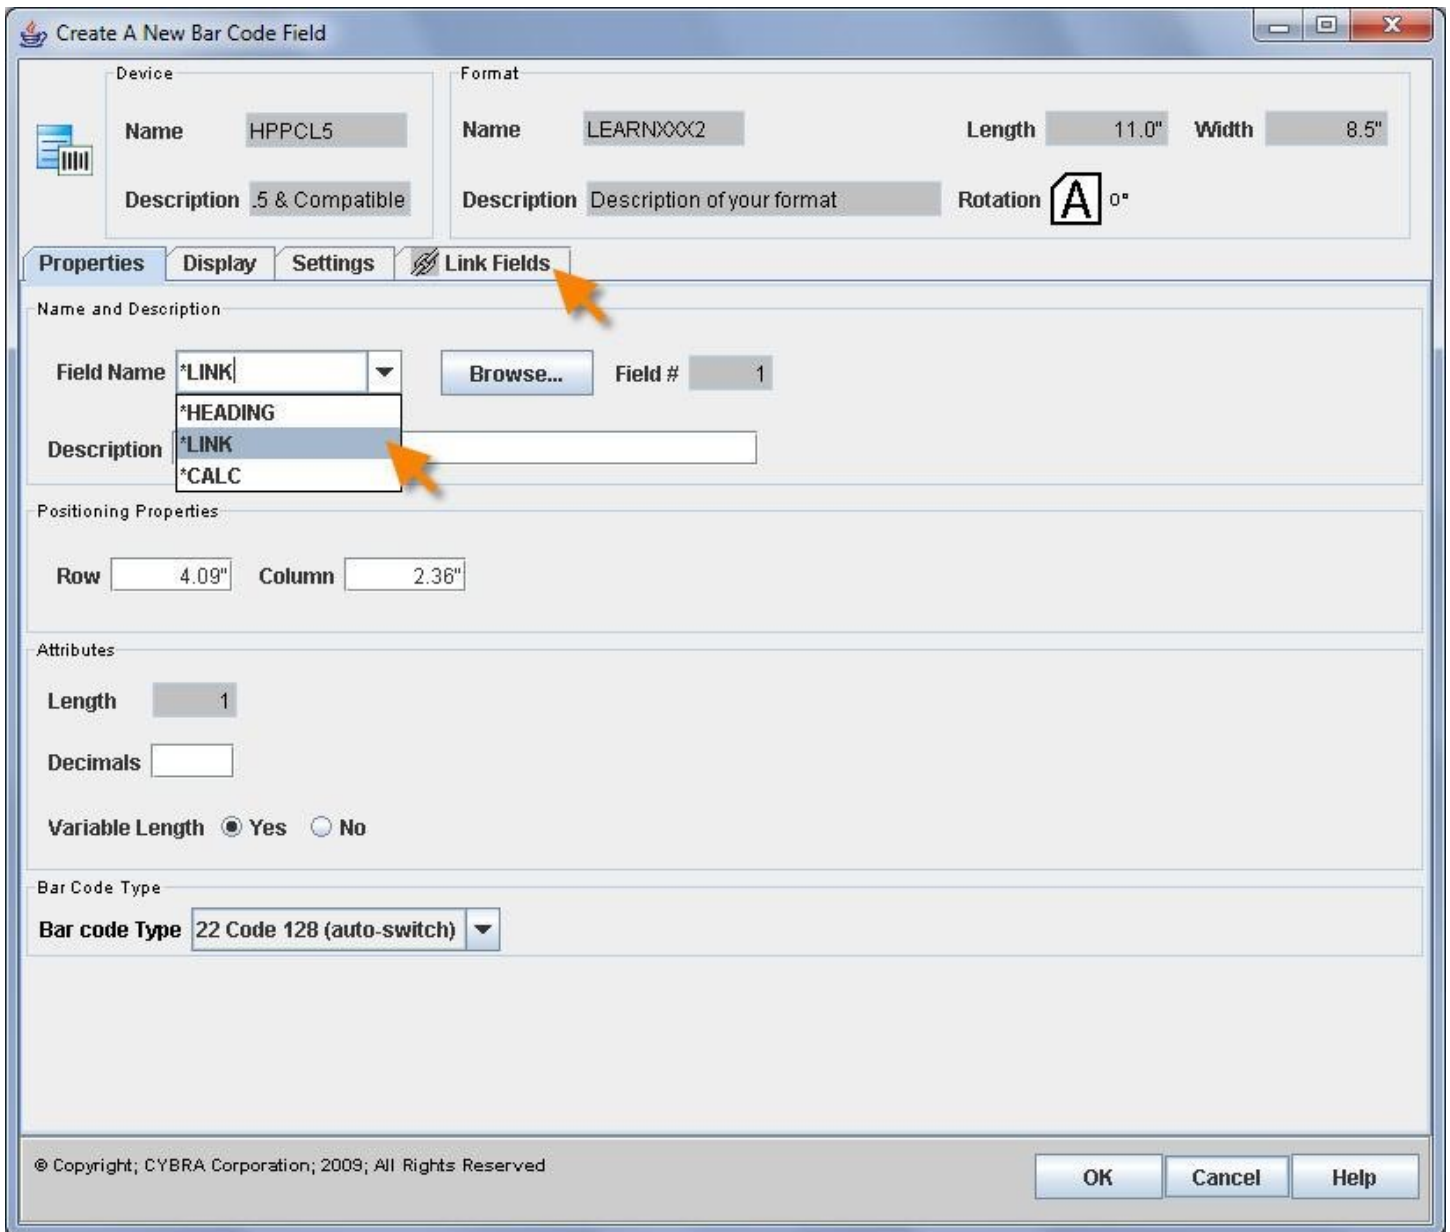 Create A New Bar Code Field
Device
Format
Name HPPCL5
Name LEARNXXX2 Length 11.0" Width 8.5"
Description .5 & Compatible
Description Description of your format Rotation A 0°
Properties Display Settings Link Fields
Name and Description
Field Name *LINK Browse... Field # 1
*HEADING
Description *LINK
*CALC
Positioning Properties
Row 4.09" Column 2.36"
Attributes
Length 1
Decimals
Variable Length Yes No
Bar Code Type
Bar code Type 22 Code 128 (auto-switch)
© Copyright; CYBRA Corporation; 2009; All Rights Reserved
OK Cancel Help